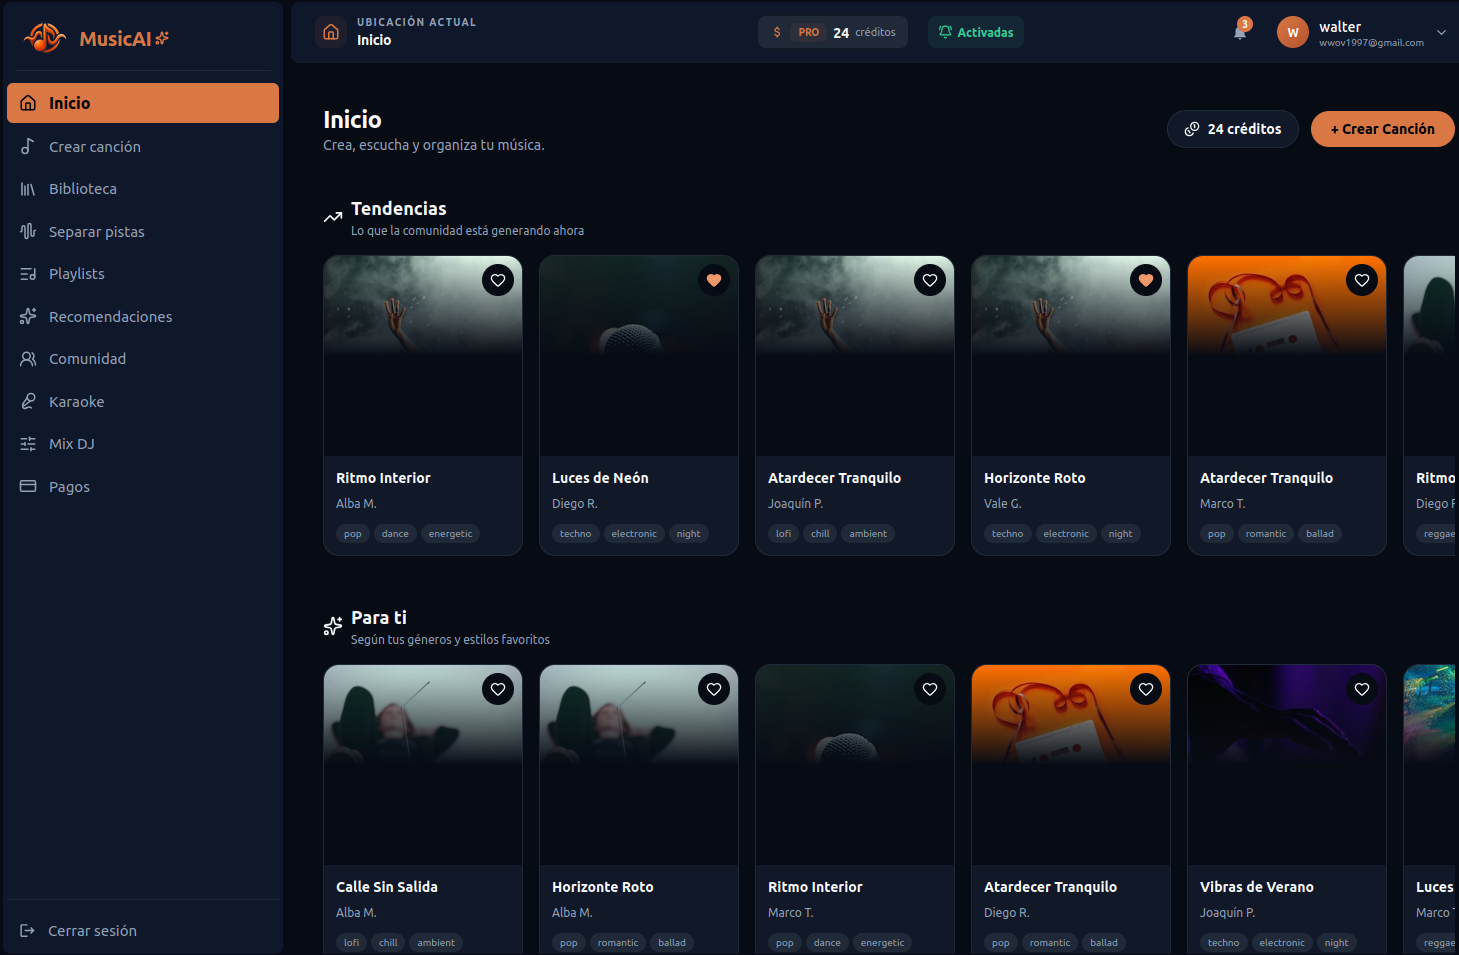 MusicAI
Inicio
Crear canción
Biblioteca
Separar pistas
Playlists
Recomendaciones
Comunidad
Karaoke
Mix DJ
Pagos
Cerrar sesión
UBICACIÓN ACTUAL
Inicio
$ PRO 24 créditos
Activadas
3
W
walter
wwov1997@gmail.com
Inicio
Crea, escucha y organiza tu música.
24 créditos
+ Crear Canción
Tendencias
Lo que la comunidad está generando ahora
Ritmo Interior
Alba M.
pop dance energetic
Luces de Neón
Diego R.
techno electronic night
Atardecer Tranquilo
Joaquín P.
lofi chill ambient
Horizonte Roto
Vale G.
techno electronic night
Atardecer Tranquilo
Marco T.
pop romantic ballad
Ritmo
Diego
reggae
Para ti
Según tus géneros y estilos favoritos
Calle Sin Salida
Alba M.
lofi chill ambient
Horizonte Roto
Alba M.
pop romantic ballad
Ritmo Interior
Marco T.
pop dance energetic
Atardecer Tranquilo
Diego R.
pop romantic ballad
Vibras de Verano
Joaquín P.
techno electronic night
Luces
Marco
reggae